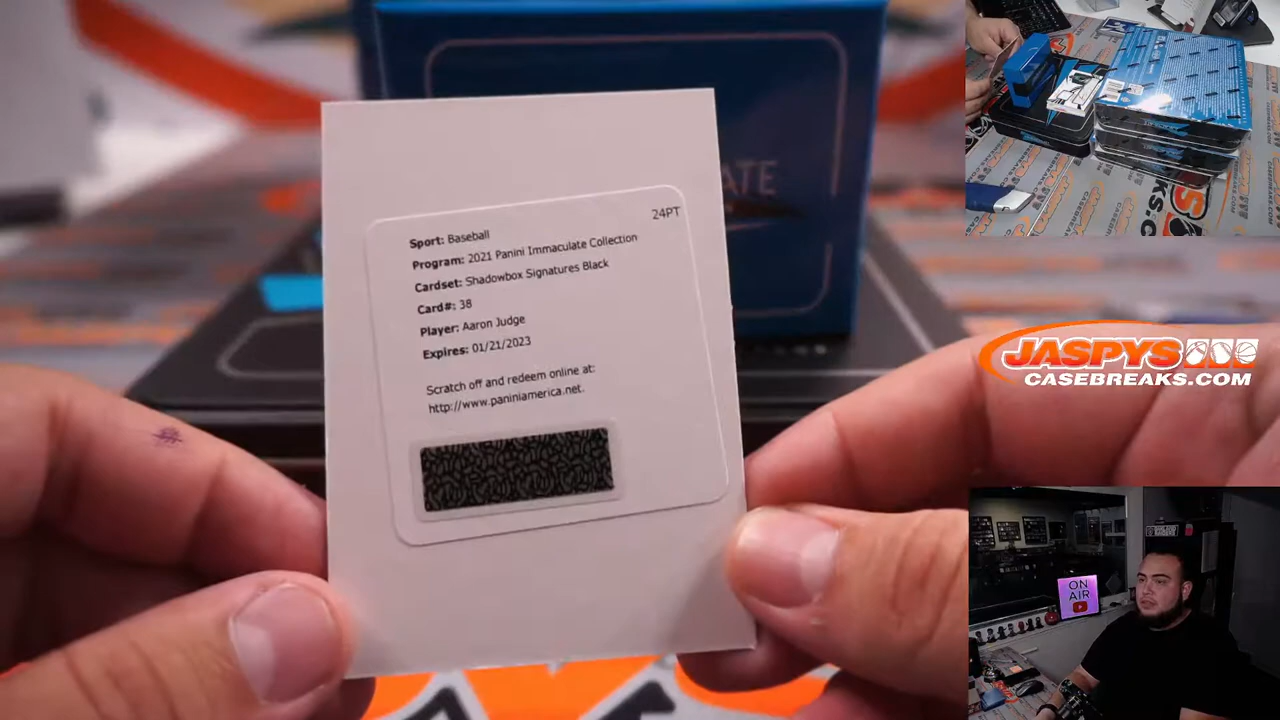 24PT
Sport: Baseball
Program: 2021 Panini Immaculate Collection
Cardset: Shadowbox Signatures Black
Card#: 38
Player: Aaron Judge
Expires: 01/21/2023
Scratch off and redeem online at:
http://www.paniniamerica.net.
JASPYS
CASEBREAKS.COM
ON
AIR